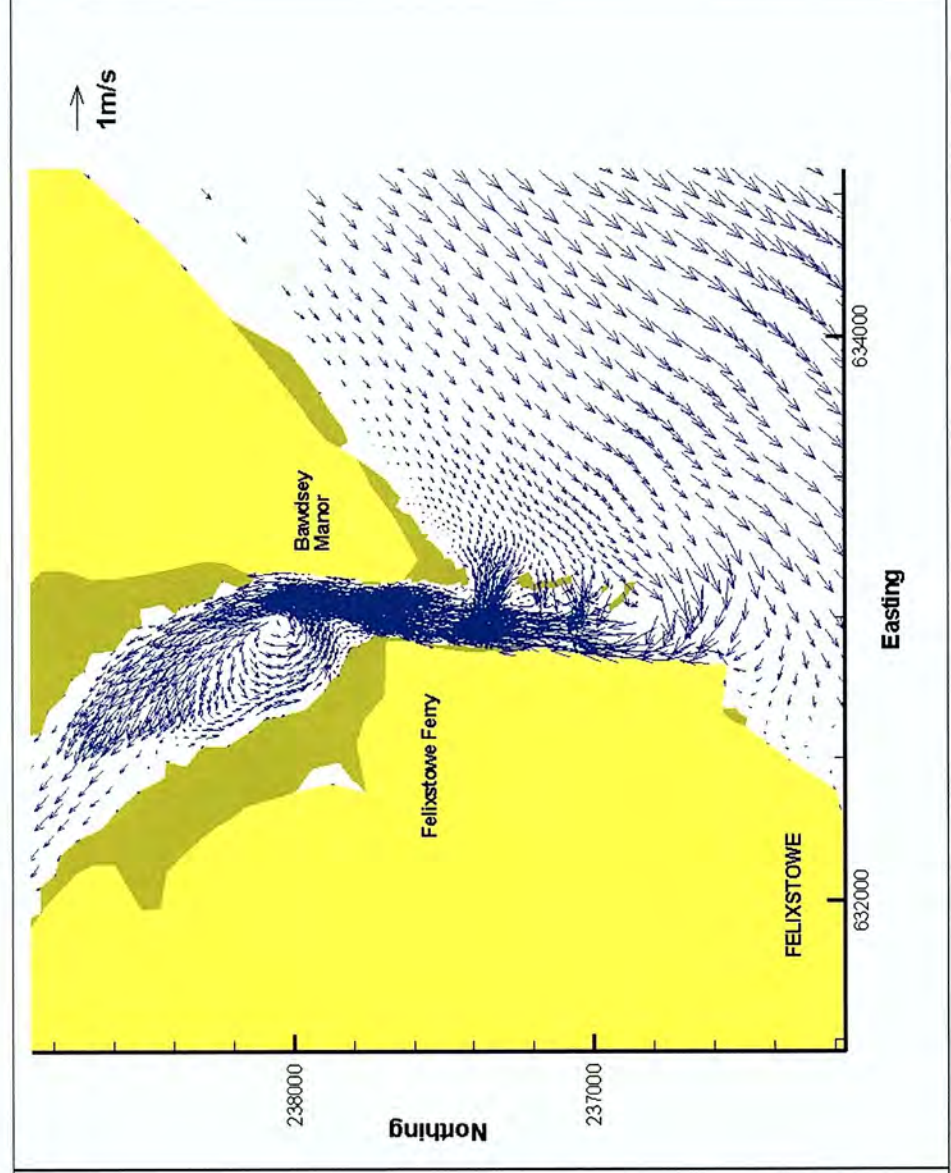 1m/s
Bawdsey
Manor
Felixstowe Ferry
FELIXSTOWE
238000
237000
Northing
632000
634000
Easting